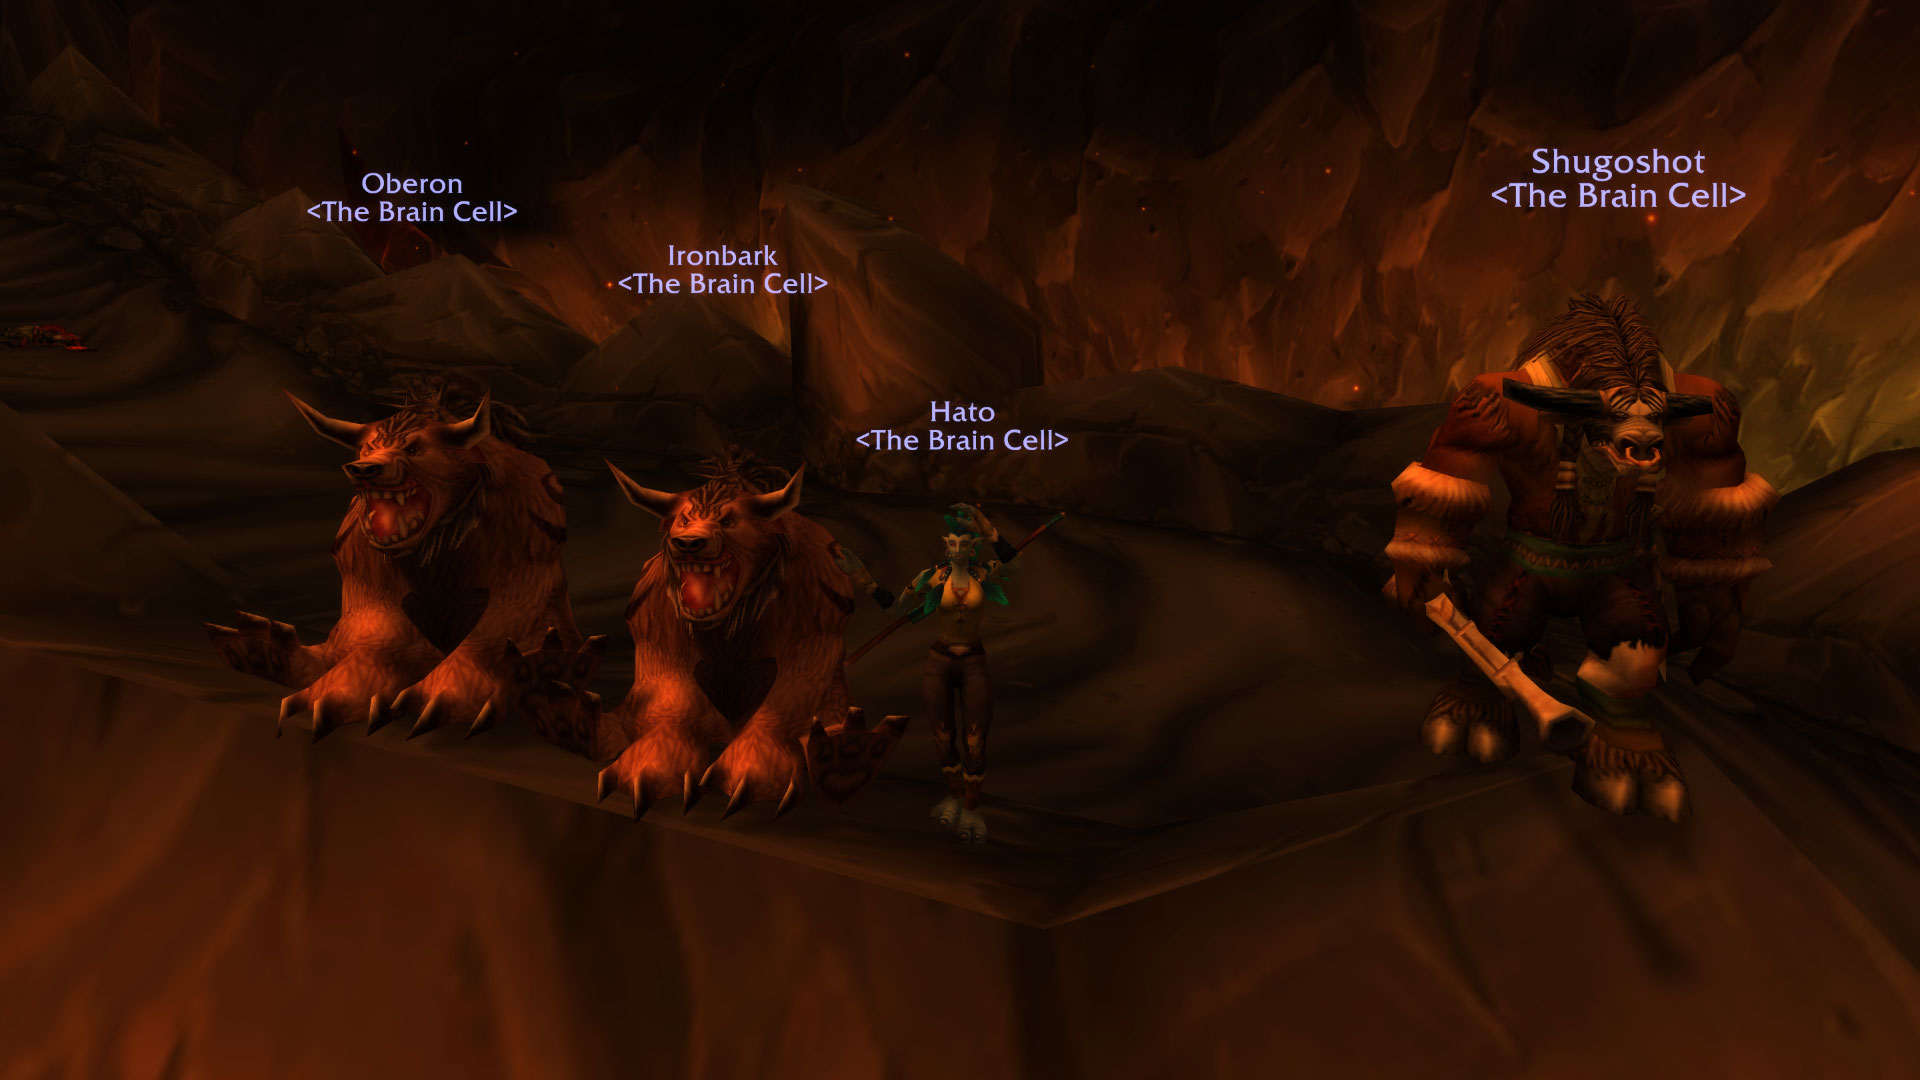 Oberon
<The Brain Cell>
Ironbark
<The Brain Cell>
Hato
<The Brain Cell>
Shugoshot
<The Brain Cell>